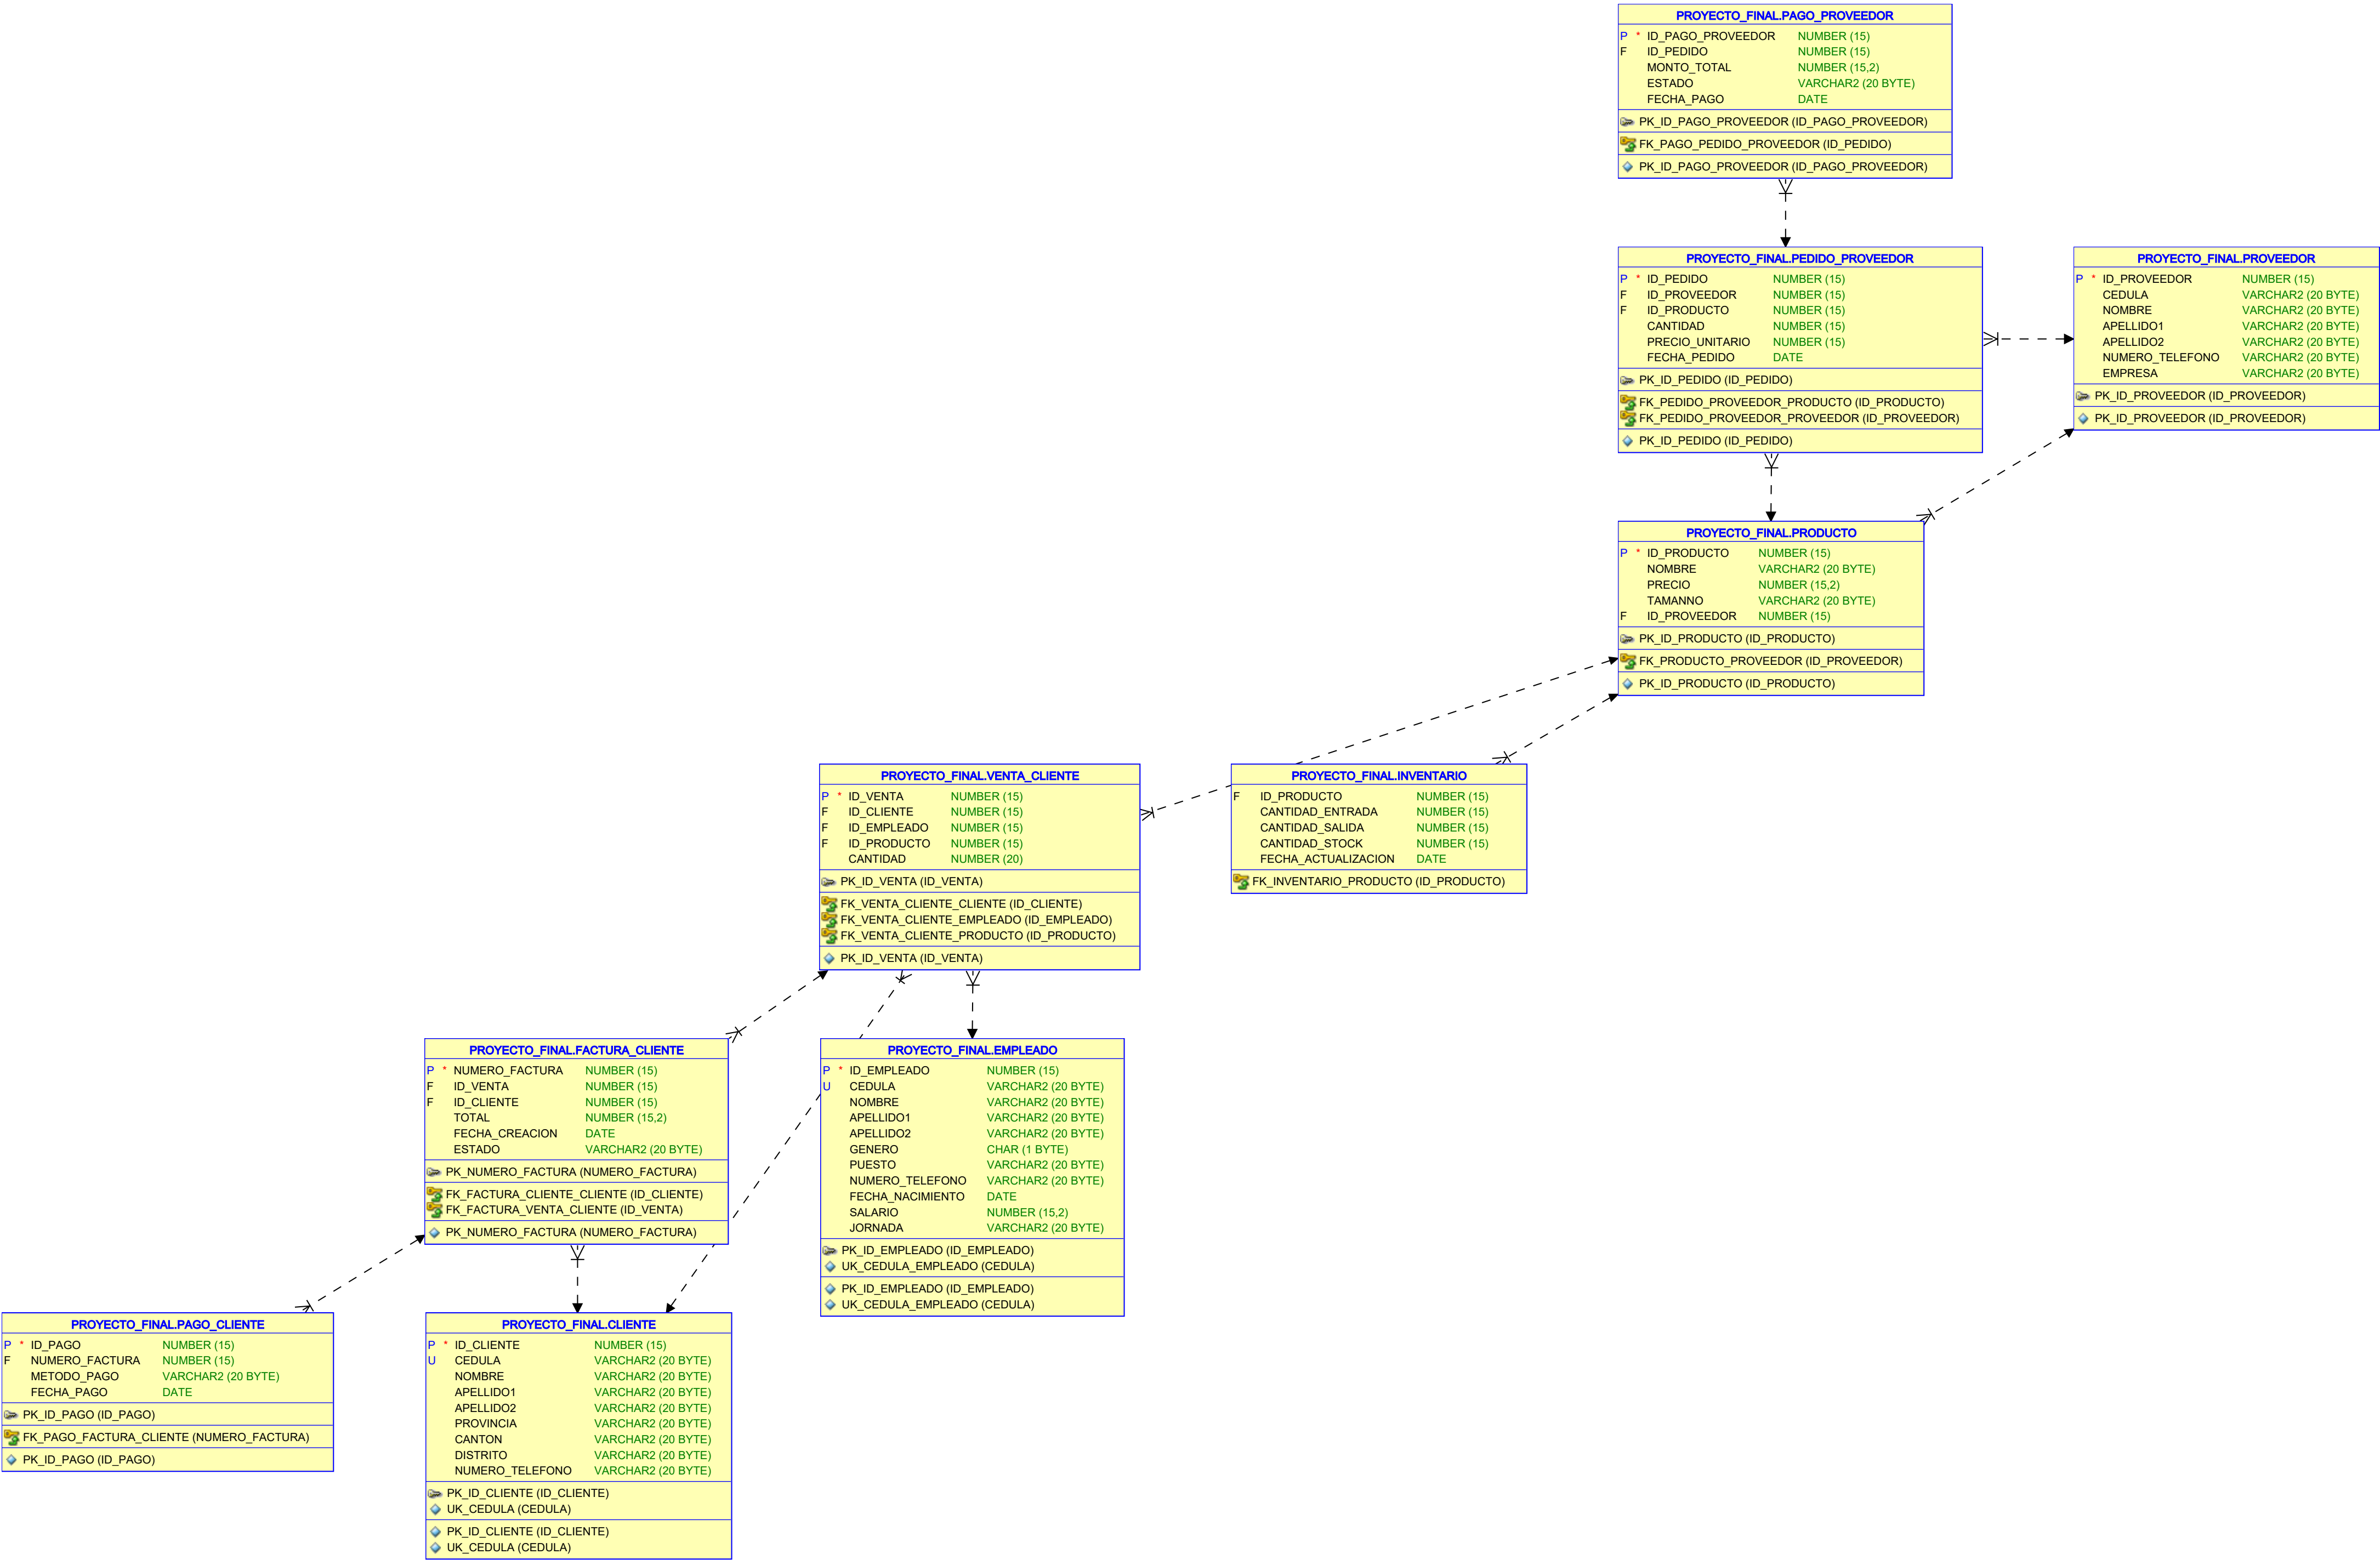 PROYECTO_FINAL.PAGO_PROVEEDOR
P * ID_PAGO_PROVEEDOR NUMBER (15)
F ID_PEDIDO NUMBER (15)
MONTO_TOTAL NUMBER (15,2)
ESTADO VARCHAR2 (20 BYTE)
FECHA_PAGO DATE
PK_ID_PAGO_PROVEEDOR (ID_PAGO_PROVEEDOR)
FK_PAGO_PEDIDO_PROVEEDOR (ID_PEDIDO)
PK_ID_PAGO_PROVEEDOR (ID_PAGO_PROVEEDOR)
PROYECTO_FINAL.PEDIDO_PROVEEDOR
P * ID_PEDIDO NUMBER (15)
F ID_PROVEEDOR NUMBER (15)
F ID_PRODUCTO NUMBER (15)
CANTIDAD NUMBER (15)
PRECIO_UNITARIO NUMBER (15)
FECHA_PEDIDO DATE
PK_ID_PEDIDO (ID_PEDIDO)
FK_PEDIDO_PROVEEDOR_PRODUCTO (ID_PRODUCTO)
FK_PEDIDO_PROVEEDOR_PROVEEDOR (ID_PROVEEDOR)
PK_ID_PEDIDO (ID_PEDIDO)
PROYECTO_FINAL.PROVEEDOR
P * ID_PROVEEDOR NUMBER (15)
CEDULA VARCHAR2 (20 BYTE)
NOMBRE VARCHAR2 (20 BYTE)
APELLIDO1 VARCHAR2 (20 BYTE)
APELLIDO2 VARCHAR2 (20 BYTE)
NUMERO_TELEFONO VARCHAR2 (20 BYTE)
EMPRESA VARCHAR2 (20 BYTE)
PK_ID_PROVEEDOR (ID_PROVEEDOR)
PK_ID_PROVEEDOR (ID_PROVEEDOR)
PROYECTO_FINAL.PRODUCTO
P * ID_PRODUCTO NUMBER (15)
NOMBRE VARCHAR2 (20 BYTE)
PRECIO NUMBER (15,2)
TAMANNO VARCHAR2 (20 BYTE)
F ID_PROVEEDOR NUMBER (15)
PK_ID_PRODUCTO (ID_PRODUCTO)
FK_PRODUCTO_PROVEEDOR (ID_PROVEEDOR)
PK_ID_PRODUCTO (ID_PRODUCTO)
PROYECTO_FINAL.VENTA_CLIENTE
P * ID_VENTA NUMBER (15)
F ID_CLIENTE NUMBER (15)
F ID_EMPLEADO NUMBER (15)
F ID_PRODUCTO NUMBER (15)
CANTIDAD NUMBER (20)
PK_ID_VENTA (ID_VENTA)
FK_VENTA_CLIENTE_CLIENTE (ID_CLIENTE)
FK_VENTA_CLIENTE_EMPLEADO (ID_EMPLEADO)
FK_VENTA_CLIENTE_PRODUCTO (ID_PRODUCTO)
PK_ID_VENTA (ID_VENTA)
PROYECTO_FINAL.INVENTARIO
F ID_PRODUCTO NUMBER (15)
CANTIDAD_ENTRADA NUMBER (15)
CANTIDAD_SALIDA NUMBER (15)
CANTIDAD_STOCK NUMBER (15)
FECHA_ACTUALIZACION DATE
FK_INVENTARIO_PRODUCTO (ID_PRODUCTO)
PROYECTO_FINAL.FACTURA_CLIENTE
P * NUMERO_FACTURA NUMBER (15)
F ID_VENTA NUMBER (15)
F ID_CLIENTE NUMBER (15)
TOTAL NUMBER (15,2)
FECHA_CREACION DATE
ESTADO VARCHAR2 (20 BYTE)
PK_NUMERO_FACTURA (NUMERO_FACTURA)
FK_FACTURA_CLIENTE_CLIENTE (ID_CLIENTE)
FK_FACTURA_VENTA_CLIENTE (ID_VENTA)
PK_NUMERO_FACTURA (NUMERO_FACTURA)
PROYECTO_FINAL.EMPLEADO
P * ID_EMPLEADO NUMBER (15)
U CEDULA VARCHAR2 (20 BYTE)
NOMBRE VARCHAR2 (20 BYTE)
APELLIDO1 VARCHAR2 (20 BYTE)
APELLIDO2 VARCHAR2 (20 BYTE)
GENERO CHAR (1 BYTE)
PUESTO VARCHAR2 (20 BYTE)
NUMERO_TELEFONO VARCHAR2 (20 BYTE)
FECHA_NACIMIENTO DATE
SALARIO NUMBER (15,2)
JORNADA VARCHAR2 (20 BYTE)
PK_ID_EMPLEADO (ID_EMPLEADO)
UK_CEDULA_EMPLEADO (CEDULA)
PK_ID_EMPLEADO (ID_EMPLEADO)
UK_CEDULA_EMPLEADO (CEDULA)
PROYECTO_FINAL.PAGO_CLIENTE
P * ID_PAGO NUMBER (15)
F NUMERO_FACTURA NUMBER (15)
METODO_PAGO VARCHAR2 (20 BYTE)
FECHA_PAGO DATE
PK_ID_PAGO (ID_PAGO)
FK_PAGO_FACTURA_CLIENTE (NUMERO_FACTURA)
PK_ID_PAGO (ID_PAGO)
PROYECTO_FINAL.CLIENTE
P * ID_CLIENTE NUMBER (15)
U CEDULA VARCHAR2 (20 BYTE)
NOMBRE VARCHAR2 (20 BYTE)
APELLIDO1 VARCHAR2 (20 BYTE)
APELLIDO2 VARCHAR2 (20 BYTE)
PROVINCIA VARCHAR2 (20 BYTE)
CANTON VARCHAR2 (20 BYTE)
DISTRITO VARCHAR2 (20 BYTE)
NUMERO_TELEFONO VARCHAR2 (20 BYTE)
PK_ID_CLIENTE (ID_CLIENTE)
UK_CEDULA (CEDULA)
PK_ID_CLIENTE (ID_CLIENTE)
UK_CEDULA (CEDULA)